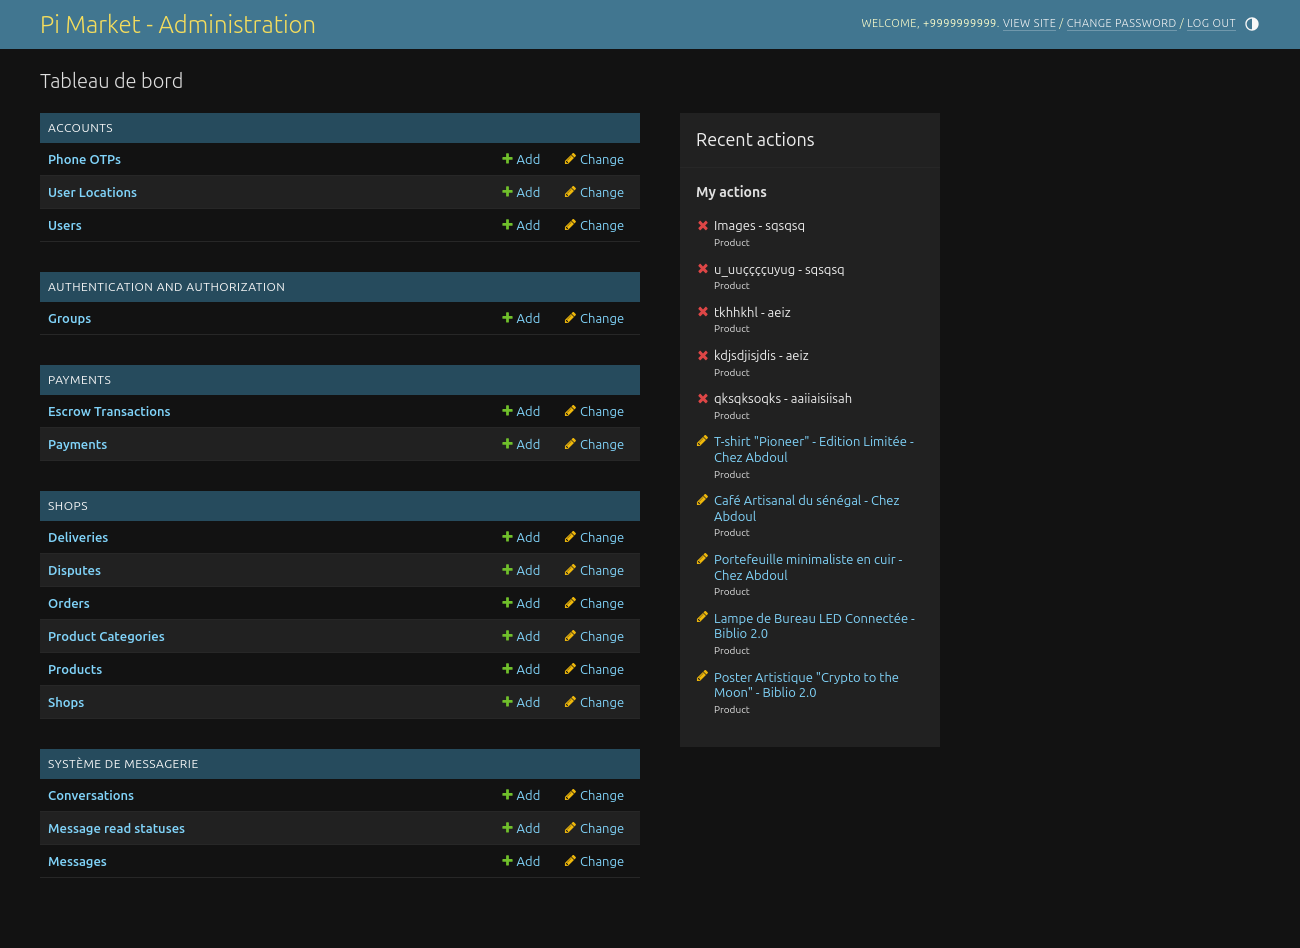 Pi Market - Administration
WELCOME, +9999999999. VIEW SITE / CHANGE PASSWORD / LOG OUT
Tableau de bord
ACCOUNTS
Phone OTPs Add Change
User Locations Add Change
Users Add Change
AUTHENTICATION AND AUTHORIZATION
Groups Add Change
PAYMENTS
Escrow Transactions Add Change
Payments Add Change
SHOPS
Deliveries Add Change
Disputes Add Change
Orders Add Change
Product Categories Add Change
Products Add Change
Shops Add Change
SYSTÈME DE MESSAGERIE
Conversations Add Change
Message read statuses Add Change
Messages Add Change
Recent actions
My actions
Images - sqsqsq
Product
u_uuççççuyug - sqsqsq
Product
tkhhkhl - aeiz
Product
kdjsdjisjdis - aeiz
Product
qksqksoqks - aaiiaisiisah
Product
T-shirt "Pioneer" - Edition Limitée -
Chez Abdoul
Product
Café Artisanal du sénégal - Chez
Abdoul
Product
Portefeuille minimaliste en cuir -
Chez Abdoul
Product
Lampe de Bureau LED Connectée -
Biblio 2.0
Product
Poster Artistique "Crypto to the
Moon" - Biblio 2.0
Product